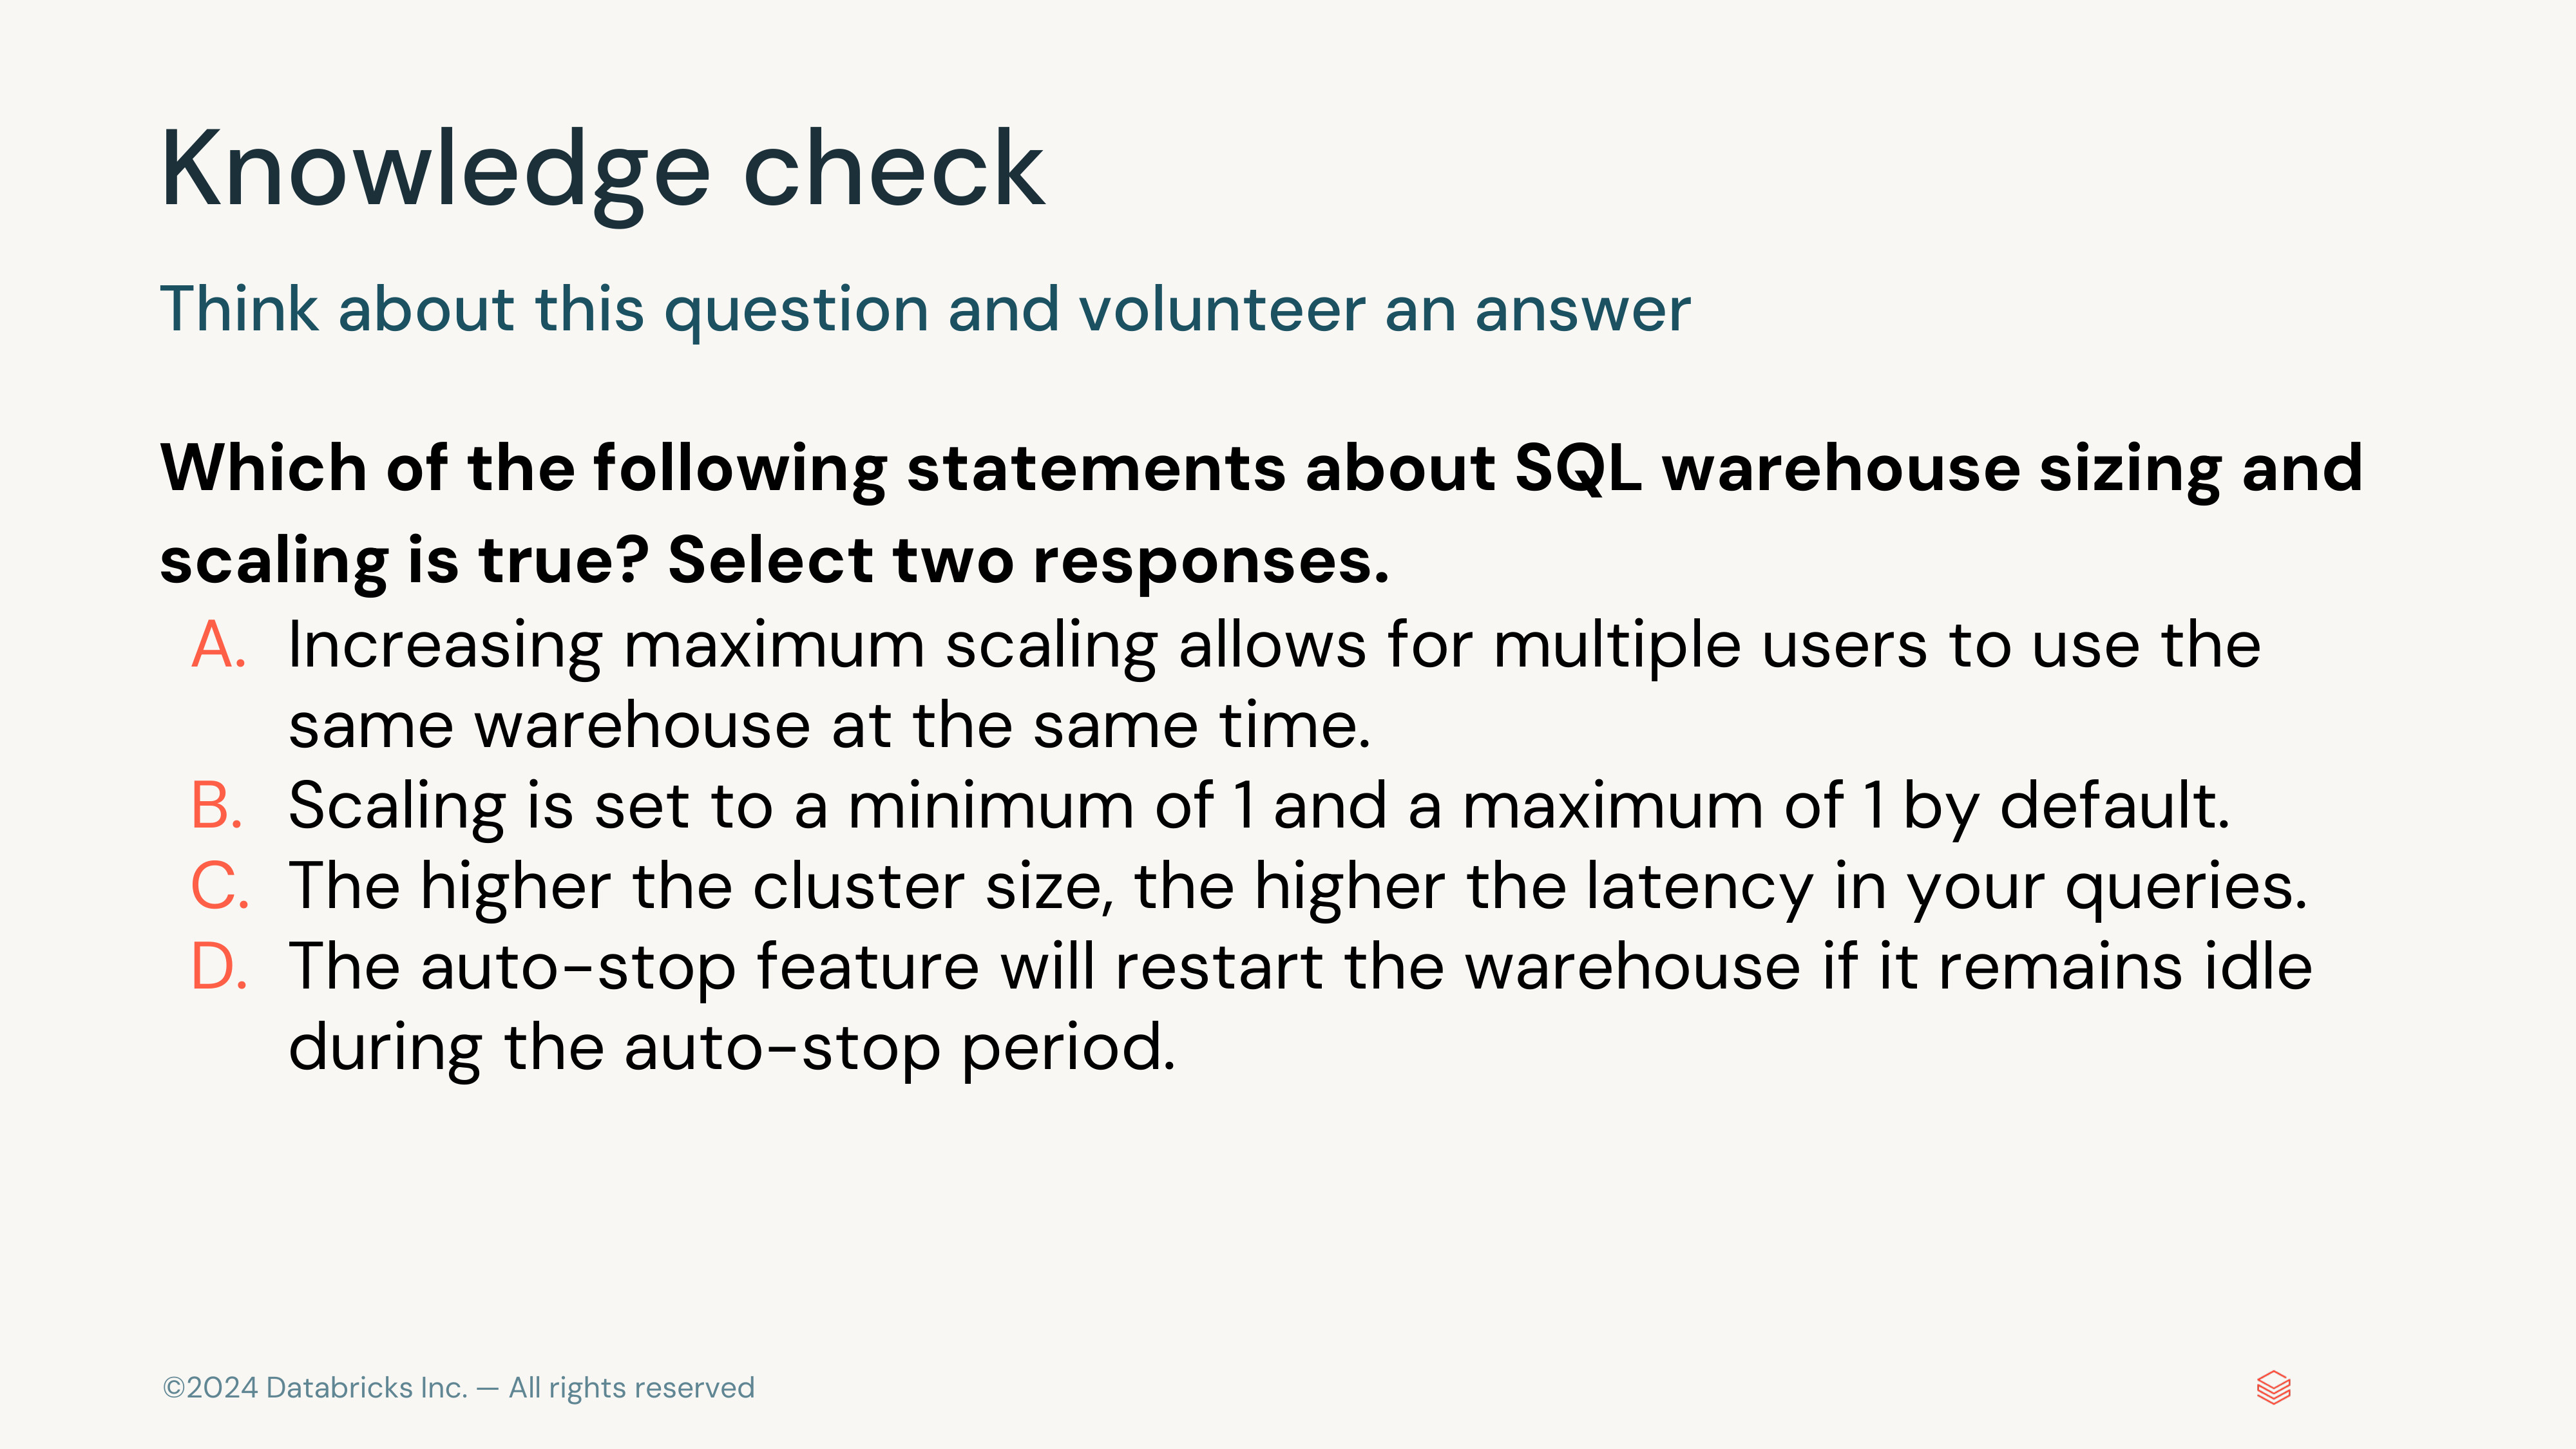 Knowledge check
Think about this question and volunteer an answer
Which of the following statements about SQL warehouse sizing and
scaling is true? Select two responses.
A. Increasing maximum scaling allows for multiple users to use the
same warehouse at the same time.
B. Scaling is set to a minimum of 1 and a maximum of 1 by default.
C. The higher the cluster size, the higher the latency in your queries.
D. The auto-stop feature will restart the warehouse if it remains idle
during the auto-stop period.
©2024 Databricks Inc. — All rights reserved